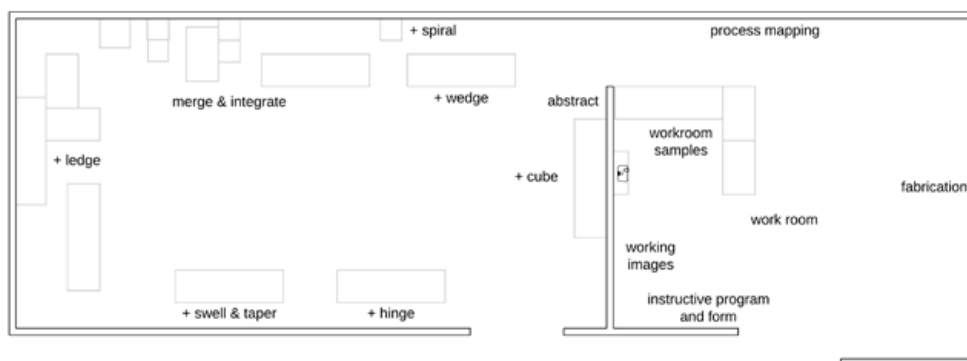 + spiral
process mapping
merge & integrate
+ wedge
abstract
workroom
samples
+ ledge
+ cube
fabrication
work room
working
images
instructive program
and form
+ swell & taper
+ hinge